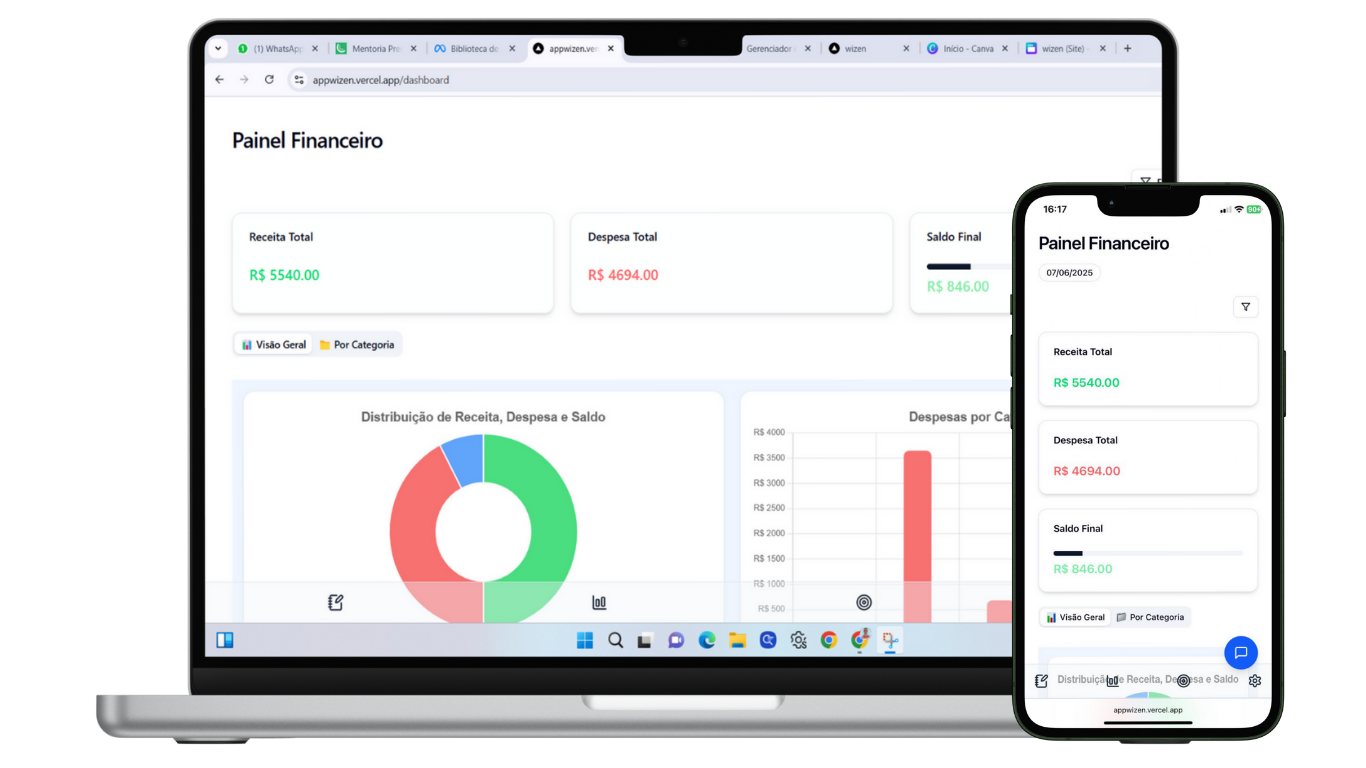 (1) WhatsAp
Mentoria Pre
Biblioteca de
appwizen.ver
Gerenciador
wizen
Início - Canva
wizen (Site) -
appwizen.vercel.app/dashboard
Painel Financeiro
Receita Total
R$ 5540.00
Despesa Total
R$ 4694.00
Saldo Final
R$ 846.00
Visão Geral
Por Categoria
Distribuição de Receita, Despesa e Saldo
Despesas por Ca
R$ 4000
R$ 3500
R$ 3000
R$ 2500
R$ 2000
R$ 1500
R$ 1000
R$ 500
16:17
90+
Painel Financeiro
07/06/2025
Receita Total
R$ 5540.00
Despesa Total
R$ 4694.00
Saldo Final
R$ 846.00
Visão Geral
Por Categoria
Distribuição de Receita, Despesa e Saldo
appwizen.vercel.app